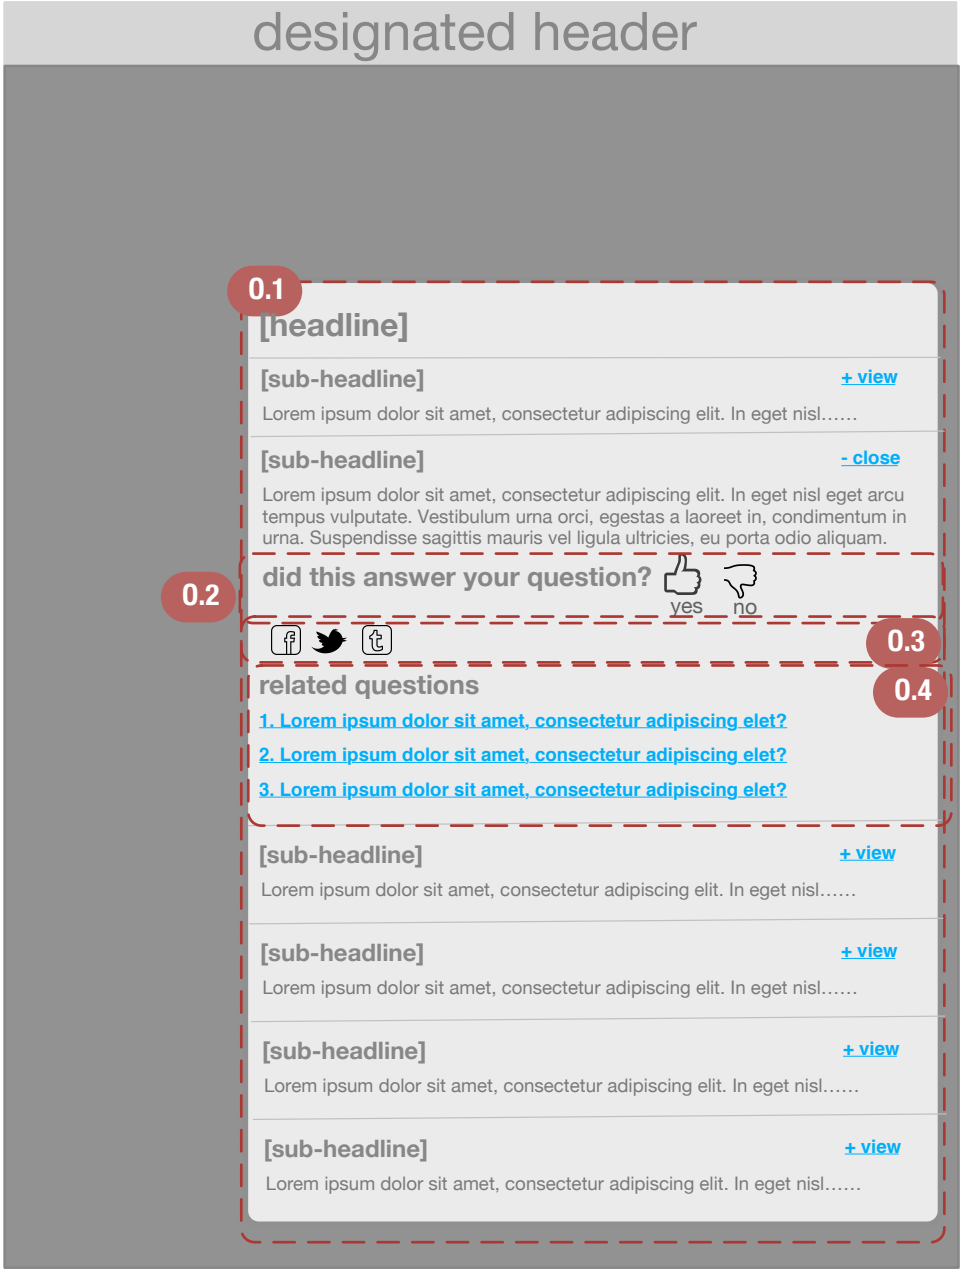 designated header
0.1
[headline]
[sub-headline]
+ view
Lorem ipsum dolor sit amet, consectetur adipiscing elit. In eget nisl……
[sub-headline]
- close
Lorem ipsum dolor sit amet, consectetur adipiscing elit. In eget nisl eget arcu
tempus vulputate. Vestibulum urna orci, egestas a laoreet in, condimentum in
urna. Suspendisse sagittis mauris vel ligula ultricies, eu porta odio aliquam.
0.2
did this answer your question?
yes
no
f
t
0.3
0.4
related questions
1. Lorem ipsum dolor sit amet, consectetur adipiscing elet?
2. Lorem ipsum dolor sit amet, consectetur adipiscing elet?
3. Lorem ipsum dolor sit amet, consectetur adipiscing elet?
[sub-headline]
+ view
Lorem ipsum dolor sit amet, consectetur adipiscing elit. In eget nisl……
[sub-headline]
+ view
Lorem ipsum dolor sit amet, consectetur adipiscing elit. In eget nisl……
[sub-headline]
+ view
Lorem ipsum dolor sit amet, consectetur adipiscing elit. In eget nisl……
[sub-headline]
+ view
Lorem ipsum dolor sit amet, consectetur adipiscing elit. In eget nisl……